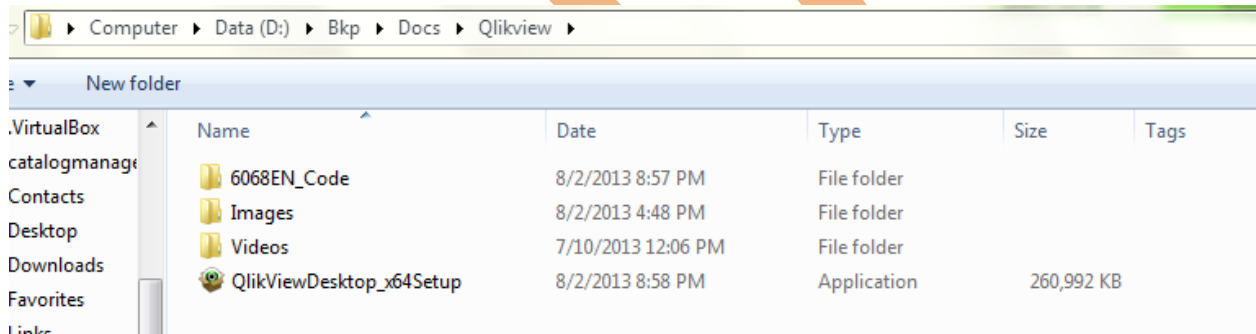 Computer Data (D:) Bkp Docs Qlikview
New folder
.VirtualBox
catalogmanage
Contacts
Desktop
Downloads
Favorites
Links
Name Date Type Size Tags
6068EN_Code 8/2/2013 8:57 PM File folder
Images 8/2/2013 4:48 PM File folder
Videos 7/10/2013 12:06 PM File folder
QlikViewDesktop_x64Setup 8/2/2013 8:58 PM Application 260,992 KB